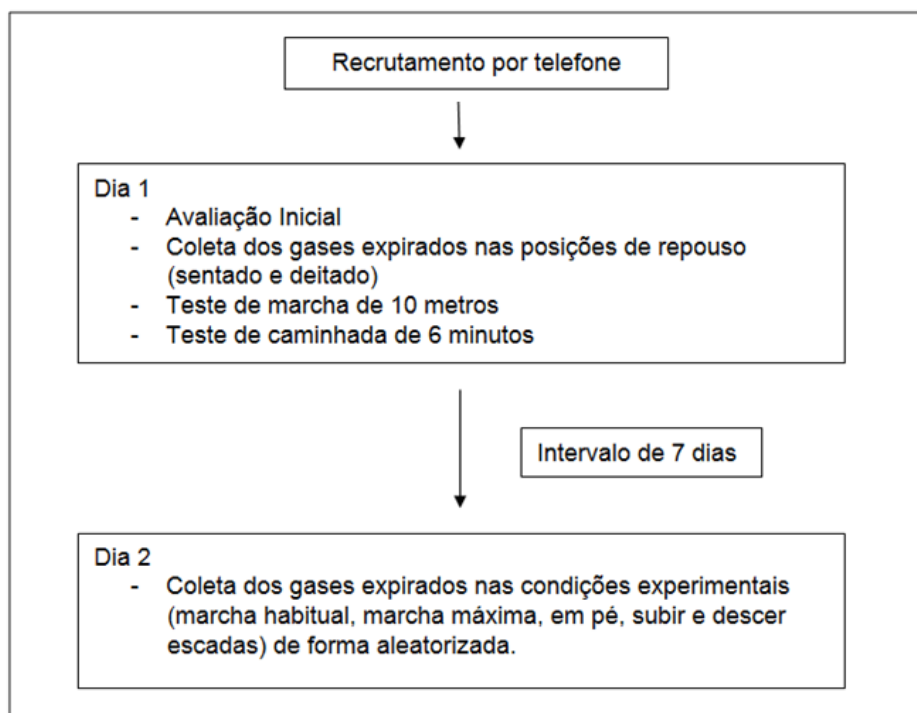 Recrutamento por telefone
Dia 1
- Avaliação Inicial
- Coleta dos gases expirados nas posições de repouso
(sentado e deitado)
- Teste de marcha de 10 metros
- Teste de caminhada de 6 minutos
Intervalo de 7 dias
Dia 2
- Coleta dos gases expirados nas condições experimentais
(marcha habitual, marcha máxima, em pé, subir e descer
escadas) de forma aleatorizada.